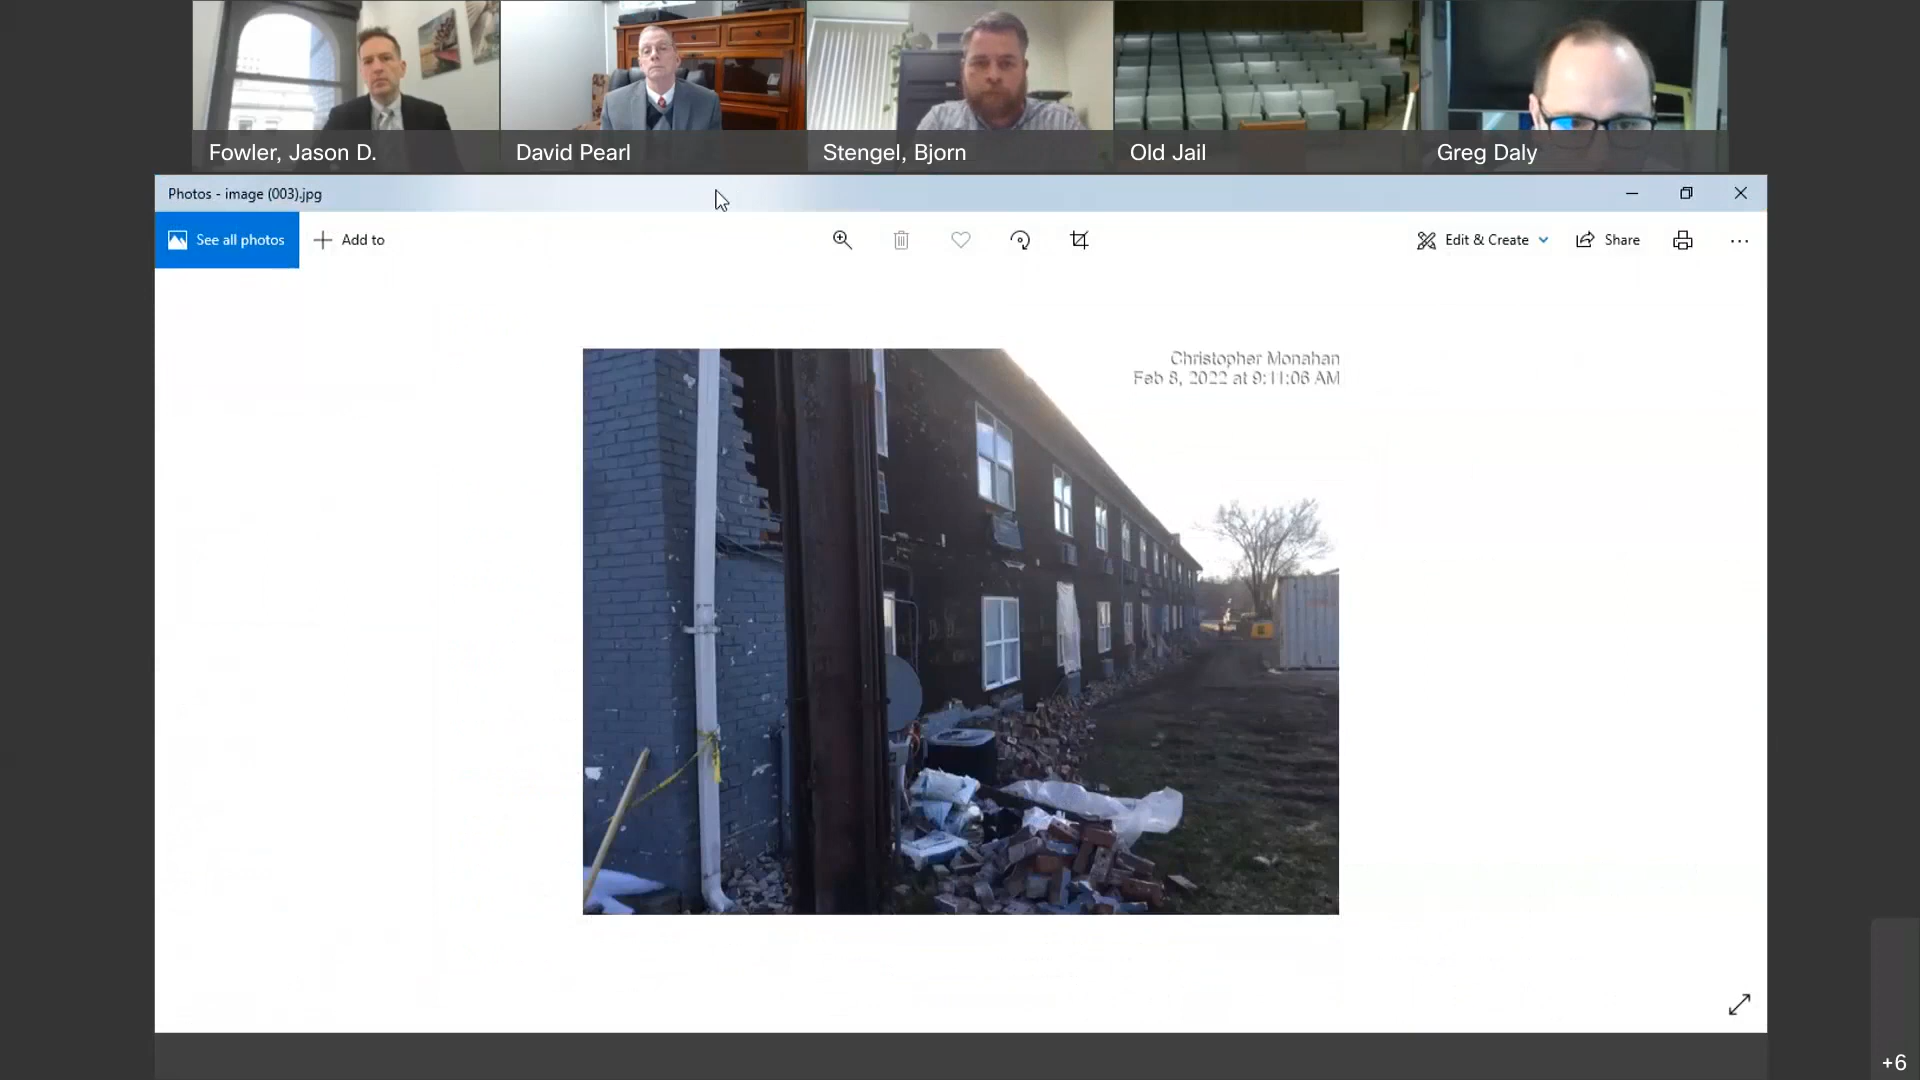 Fowler, Jason D.
David Pearl
Stengel, Bjorn
Old Jail
Greg Daly
Photos - image (003).jpg
See all photos
Add to
Edit & Create
Share
Christopher Monahan
Feb 8, 2022 at 9:11:06 AM
+6